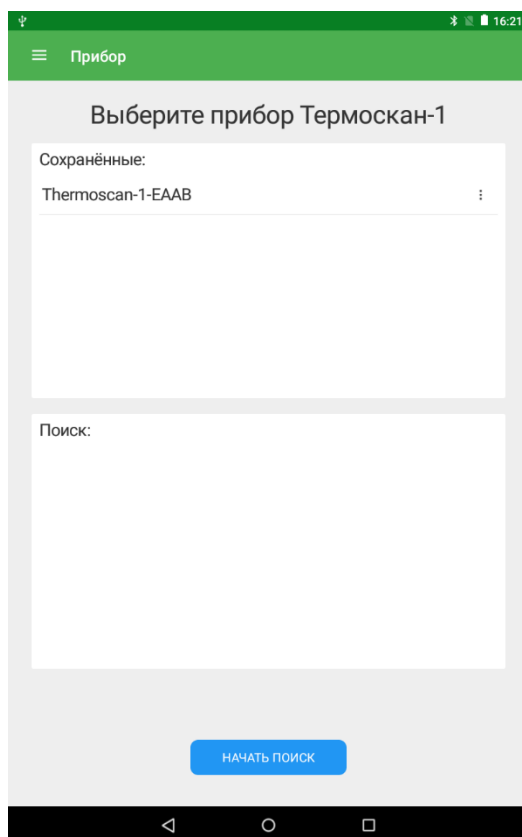 16:21
Прибор
Выберите прибор Термоскан-1
Сохранённые:
Thermoscan-1-EAAB
Поиск:
НАЧАТЬ ПОИСК